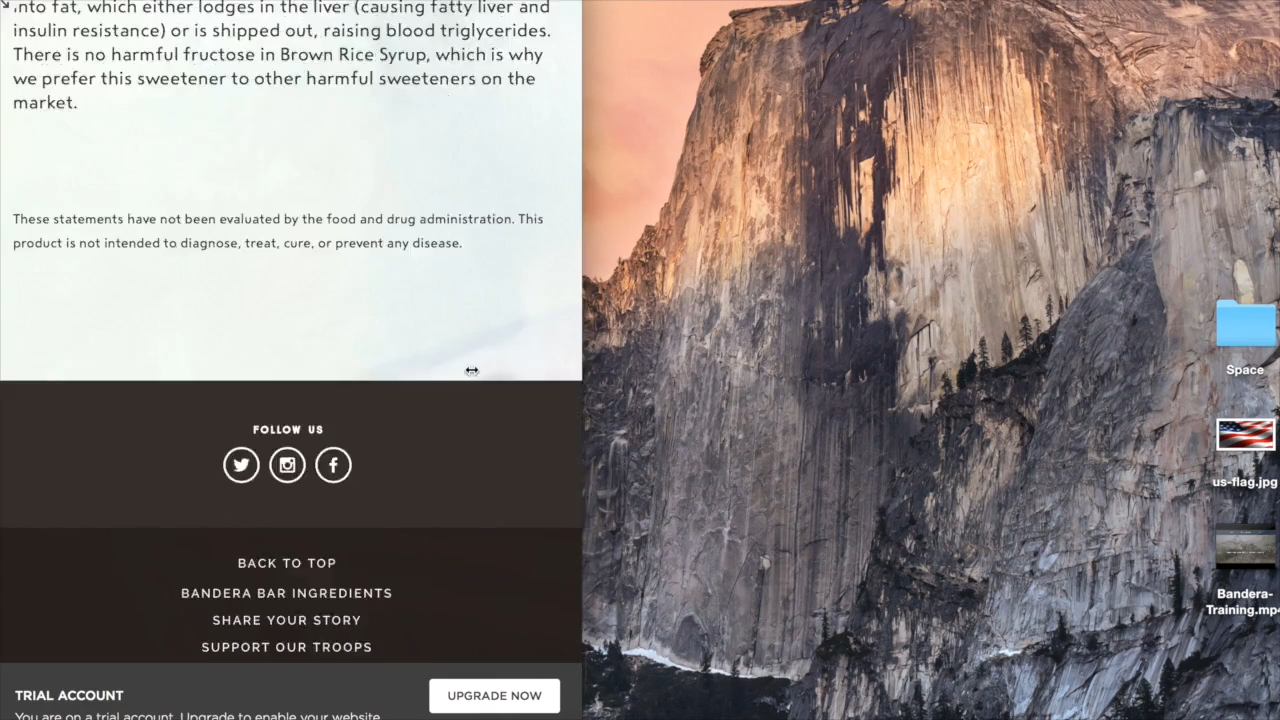 into fat, which either lodges in the liver (causing fatty liver and
insulin resistance) or is shipped out, raising blood triglycerides.
There is no harmful fructose in Brown Rice Syrup, which is why
we prefer this sweetener to other harmful sweeteners on the
market.
These statements have not been evaluated by the food and drug administration. This
product is not intended to diagnose, treat, cure, or prevent any disease.
FOLLOW US
BACK TO TOP
BANDERA BAR INGREDIENTS
SHARE YOUR STORY
SUPPORT OUR TROOPS
TRIAL ACCOUNT
UPGRADE NOW
You are on a trial account. Upgrade to enable your website
Space
us-flag.jpg
Bandera-
Training.mp4